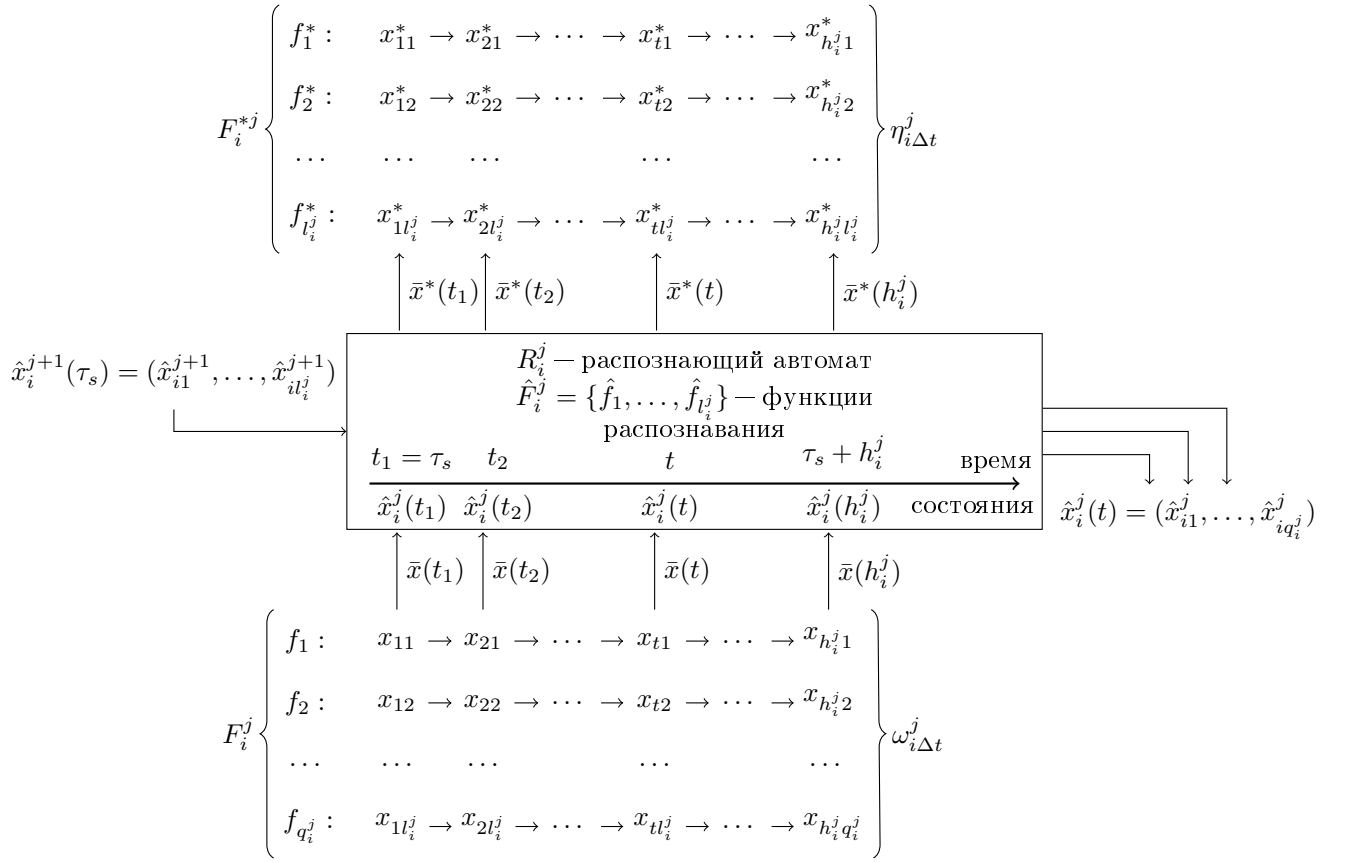 f_1^* : x_{11}^* → x_{21}^* → ⋯ → x_{t1}^* → ⋯ → x_{h_i^j 1}^*
f_2^* : x_{12}^* → x_{22}^* → ⋯ → x_{t2}^* → ⋯ → x_{h_i^j 2}^*
F_i^{*j} η_{iΔt}^j
⋯ ⋯ ⋯ ⋯ ⋯
f_{l_i^j}^* : x_{1l_i^j}^* → x_{2l_i^j}^* → ⋯ → x_{tl_i^j}^* → ⋯ → x_{h_i^j l_i^j}^*
x̄^*(t_1) x̄^*(t_2) x̄^*(t) x̄^*(h_i^j)
x̂_i^{j+1}(τ_s) = (x̂_{i1}^{j+1}, …, x̂_{il_i^j}^{j+1})
R_i^j – распознающий автомат
F̂_i^j = {f̂_1, …, f̂_{l_i^j}} – функции
распознавания
t_1 = τ_s t_2 t τ_s + h_i^j время
x̂_i^j(t_1) x̂_i^j(t_2) x̂_i^j(t) x̂_i^j(h_i^j) состояния
x̂_i^j(t) = (x̂_{i1}^j, …, x̂_{iq_i^j}^j)
x̄(t_1) x̄(t_2) x̄(t) x̄(h_i^j)
f_1 : x_{11} → x_{21} → ⋯ → x_{t1} → ⋯ → x_{h_i^j 1}
f_2 : x_{12} → x_{22} → ⋯ → x_{t2} → ⋯ → x_{h_i^j 2}
F_i^j ω_{iΔt}^j
⋯ ⋯ ⋯ ⋯ ⋯
f_{q_i^j} : x_{1l_i^j} → x_{2l_i^j} → ⋯ → x_{tl_i^j} → ⋯ → x_{h_i^j q_i^j}